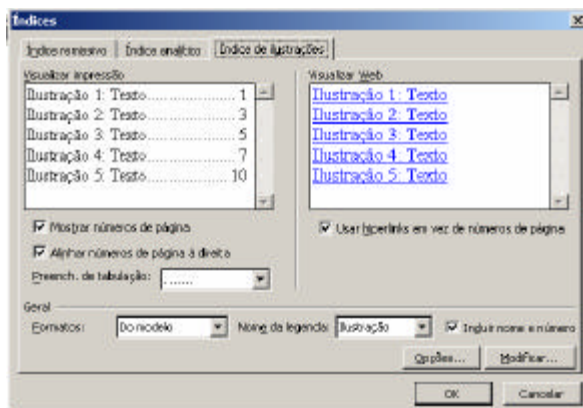 Índices
Índice remissivo Índice analítico Índice de ilustrações
Visualizar impressão
Ilustração 1: Texto.................... 1
Ilustração 2: Texto.................... 3
Ilustração 3: Texto.................... 5
Ilustração 4: Texto.................... 7
Ilustração 5: Texto.................. 10
Visualizar Web
Ilustração 1: Texto
Ilustração 2: Texto
Ilustração 3: Texto
Ilustração 4: Texto
Ilustração 5: Texto
Mostrar números de página
Alinhar números de página à direita
Usar hiperlinks em vez de números de página
Preench. de tabulação: .......
Geral
Formatos: Do modelo Nome da legenda: Ilustração Incluir nome e número
Opções... Modificar...
OK Cancelar